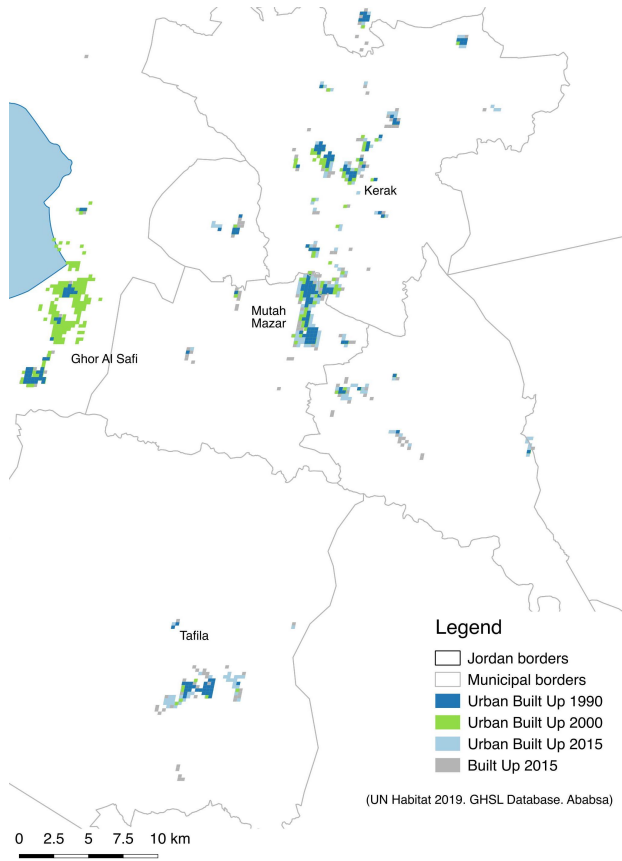 Kerak
Mutah
Mazar
Ghor Al Safi
Tafila
Legend
Jordan borders
Municipal borders
Urban Built Up 1990
Urban Built Up 2000
Urban Built Up 2015
Built Up 2015
(UN Habitat 2019. GHSL Database. Ababsa)
0 2.5 5 7.5 10 km